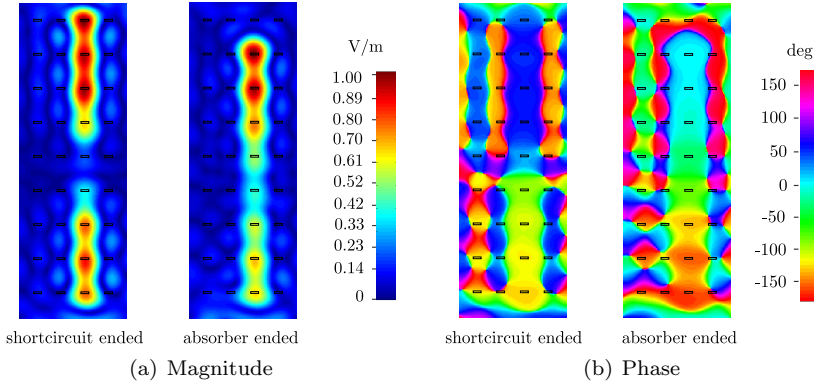 V/m
1.00
0.89
0.80
0.70
0.61
0.52
0.42
0.33
0.23
0.14
0
shortcircuit ended
absorber ended
(a) Magnitude
deg
150
100
50
0
-50
-100
-150
shortcircuit ended
absorber ended
(b) Phase